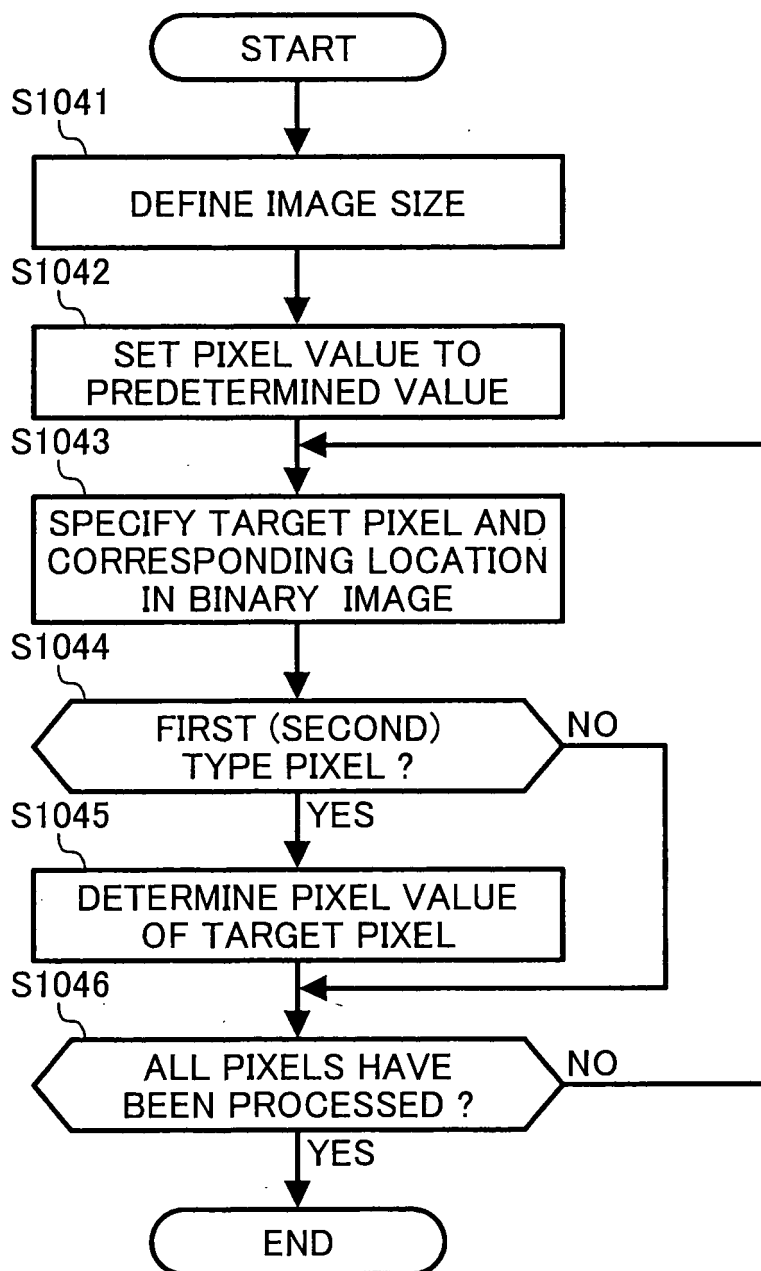 START
S1041
DEFINE IMAGE SIZE
S1042
SET PIXEL VALUE TO
PREDETERMINED VALUE
S1043
SPECIFY TARGET PIXEL AND
CORRESPONDING LOCATION
IN BINARY IMAGE
S1044
FIRST (SECOND)
TYPE PIXEL ?
NO
YES
S1045
DETERMINE PIXEL VALUE
OF TARGET PIXEL
S1046
ALL PIXELS HAVE
BEEN PROCESSED ?
NO
YES
END